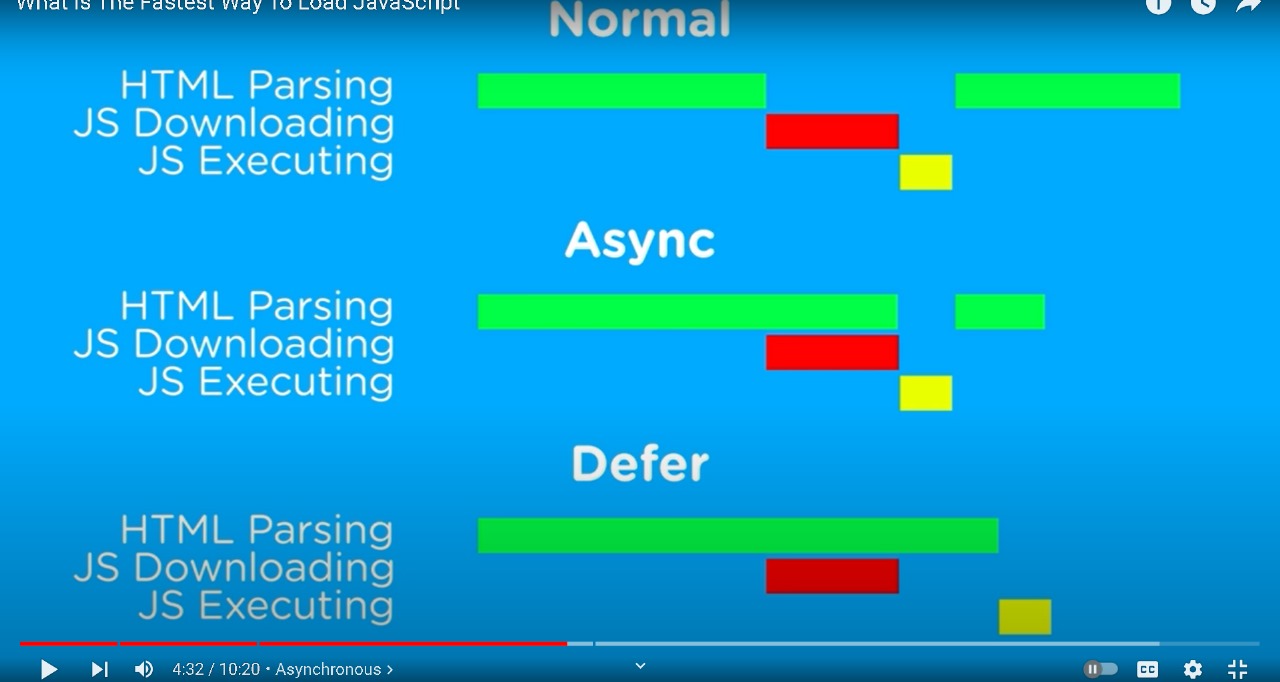 What Is The Fastest Way To Load JavaScript
Normal
HTML Parsing
JS Downloading
JS Executing
Async
HTML Parsing
JS Downloading
JS Executing
Defer
HTML Parsing
JS Downloading
JS Executing
4:32 / 10:20 • Asynchronous >
CC